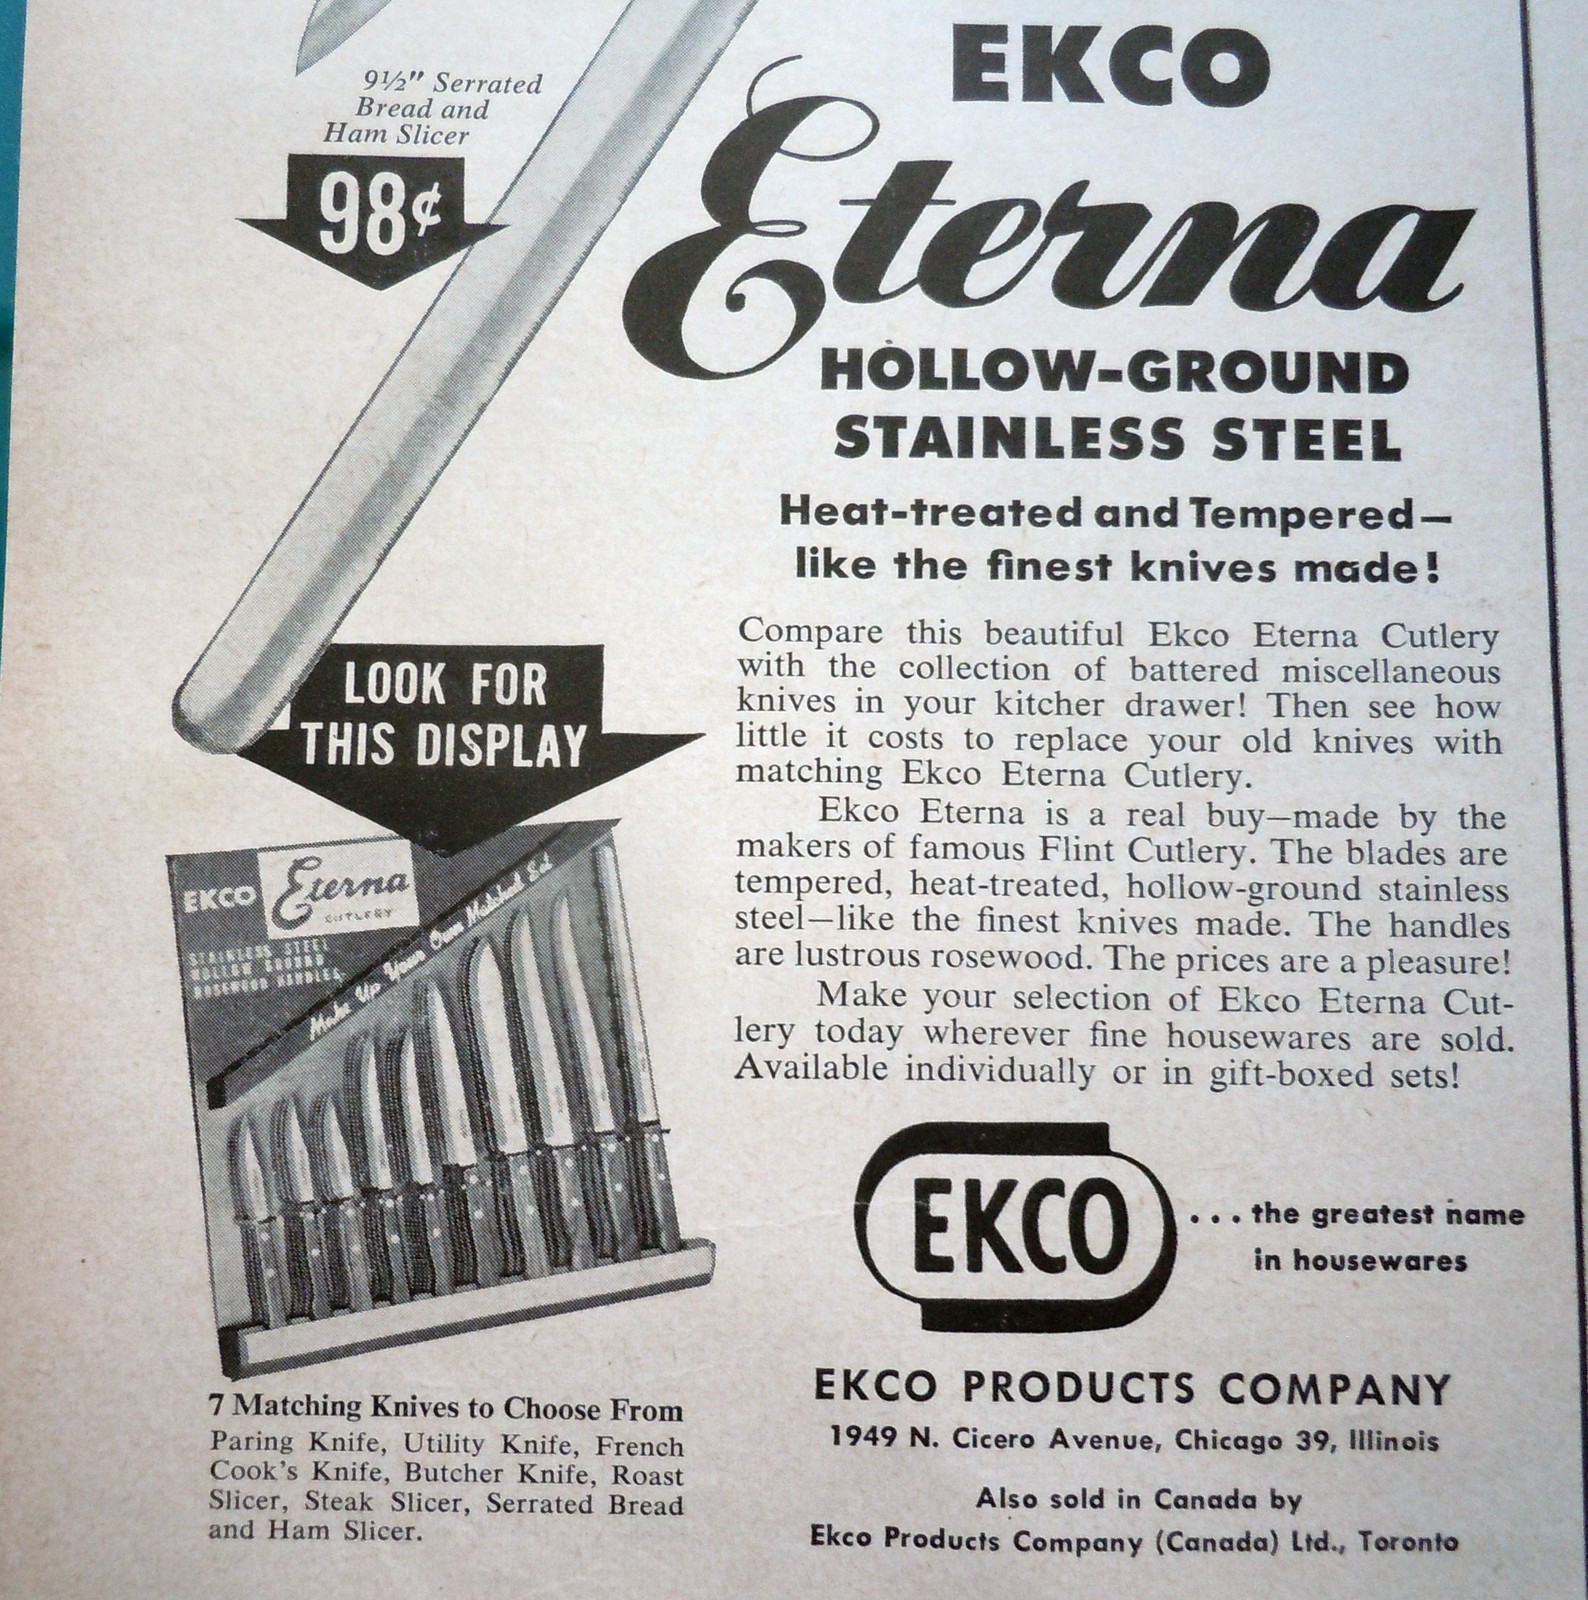 9½" Serrated
Bread and
Ham Slicer
98¢
EKCO
Eterna
HOLLOW-GROUND
STAINLESS STEEL
Heat-treated and Tempered—
like the finest knives made!
Compare this beautiful Ekco Eterna Cutlery
with the collection of battered miscellaneous
knives in your kitcher drawer! Then see how
little it costs to replace your old knives with
matching Ekco Eterna Cutlery.
Ekco Eterna is a real buy—made by the
makers of famous Flint Cutlery. The blades are
tempered, heat-treated, hollow-ground stainless
steel—like the finest knives made. The handles
are lustrous rosewood. The prices are a pleasure!
Make your selection of Ekco Eterna Cut-
lery today wherever fine housewares are sold.
Available individually or in gift-boxed sets!
LOOK FOR
THIS DISPLAY
EKCO Eterna
CUTLERY
STAINLESS STEEL
HOLLOW GROUND
ROSEWOOD HANDLES
Make Up Your Own Matched Set
7 Matching Knives to Choose From
Paring Knife, Utility Knife, French
Cook's Knife, Butcher Knife, Roast
Slicer, Steak Slicer, Serrated Bread
and Ham Slicer.
EKCO
...the greatest name
in housewares
EKCO PRODUCTS COMPANY
1949 N. Cicero Avenue, Chicago 39, Illinois
Also sold in Canada by
Ekco Products Company (Canada) Ltd., Toronto